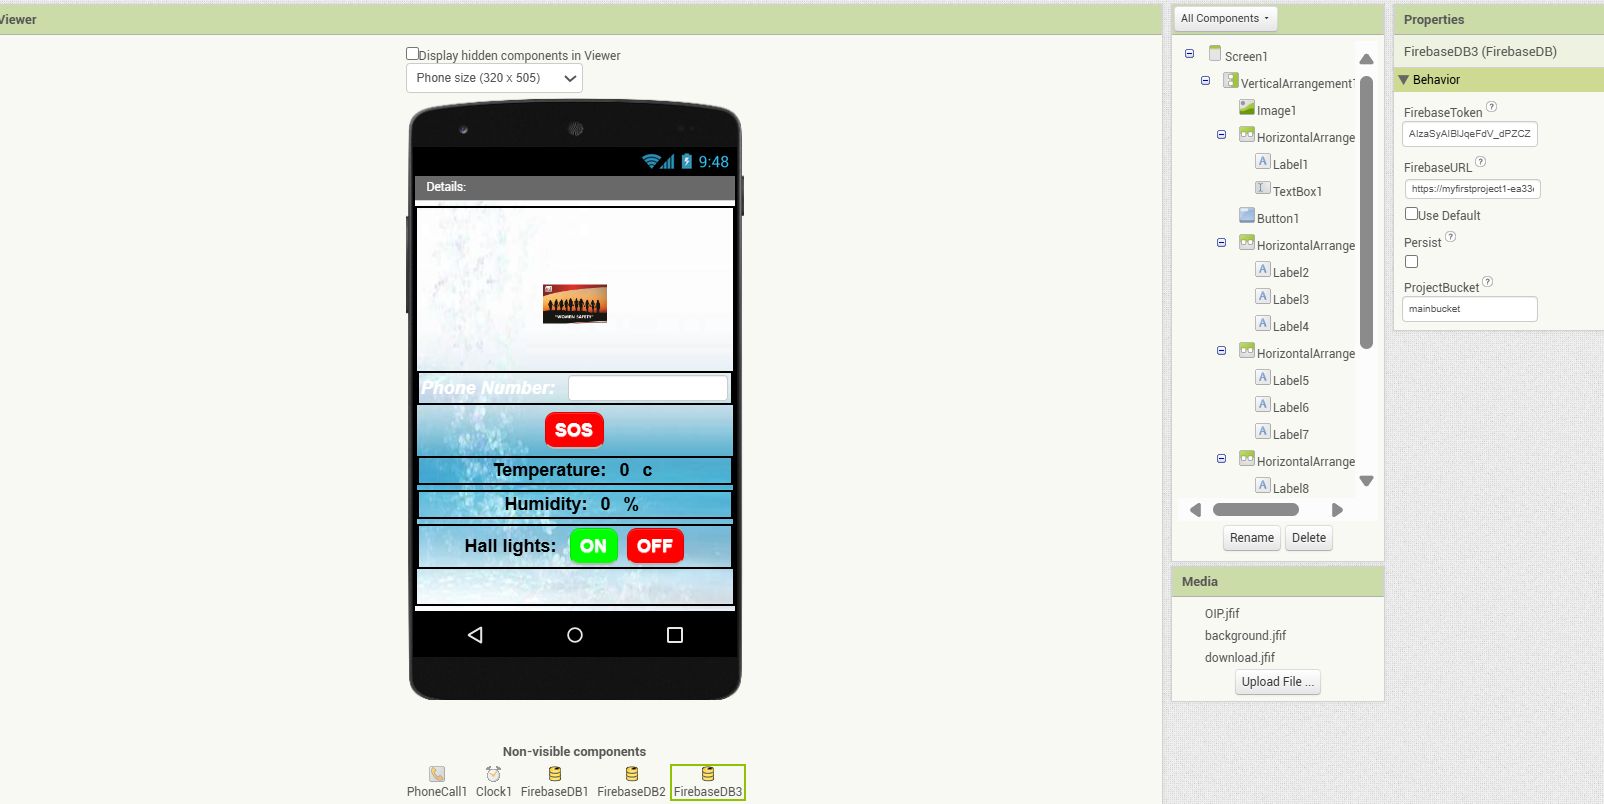 Viewer
Display hidden components in Viewer
Phone size (320 x 505)
9:48
Details:
"WOMEN SAFETY"
Phone Number:
SOS
Temperature: 0 c
Humidity: 0 %
Hall lights: ON OFF
Non-visible components
PhoneCall1 Clock1 FirebaseDB1 FirebaseDB2 FirebaseDB3
All Components
Screen1
VerticalArrangement1
Image1
HorizontalArrange
Label1
TextBox1
Button1
HorizontalArrange
Label2
Label3
Label4
HorizontalArrange
Label5
Label6
Label7
HorizontalArrange
Label8
Rename Delete
Media
OIP.jfif
background.jfif
download.jfif
Upload File ...
Properties
FirebaseDB3 (FirebaseDB)
Behavior
FirebaseToken ?
AIzaSyAIBIJqeFdV_dPZCZ
FirebaseURL ?
https://myfirstproject1-ea33
Use Default
Persist ?
ProjectBucket ?
mainbucket